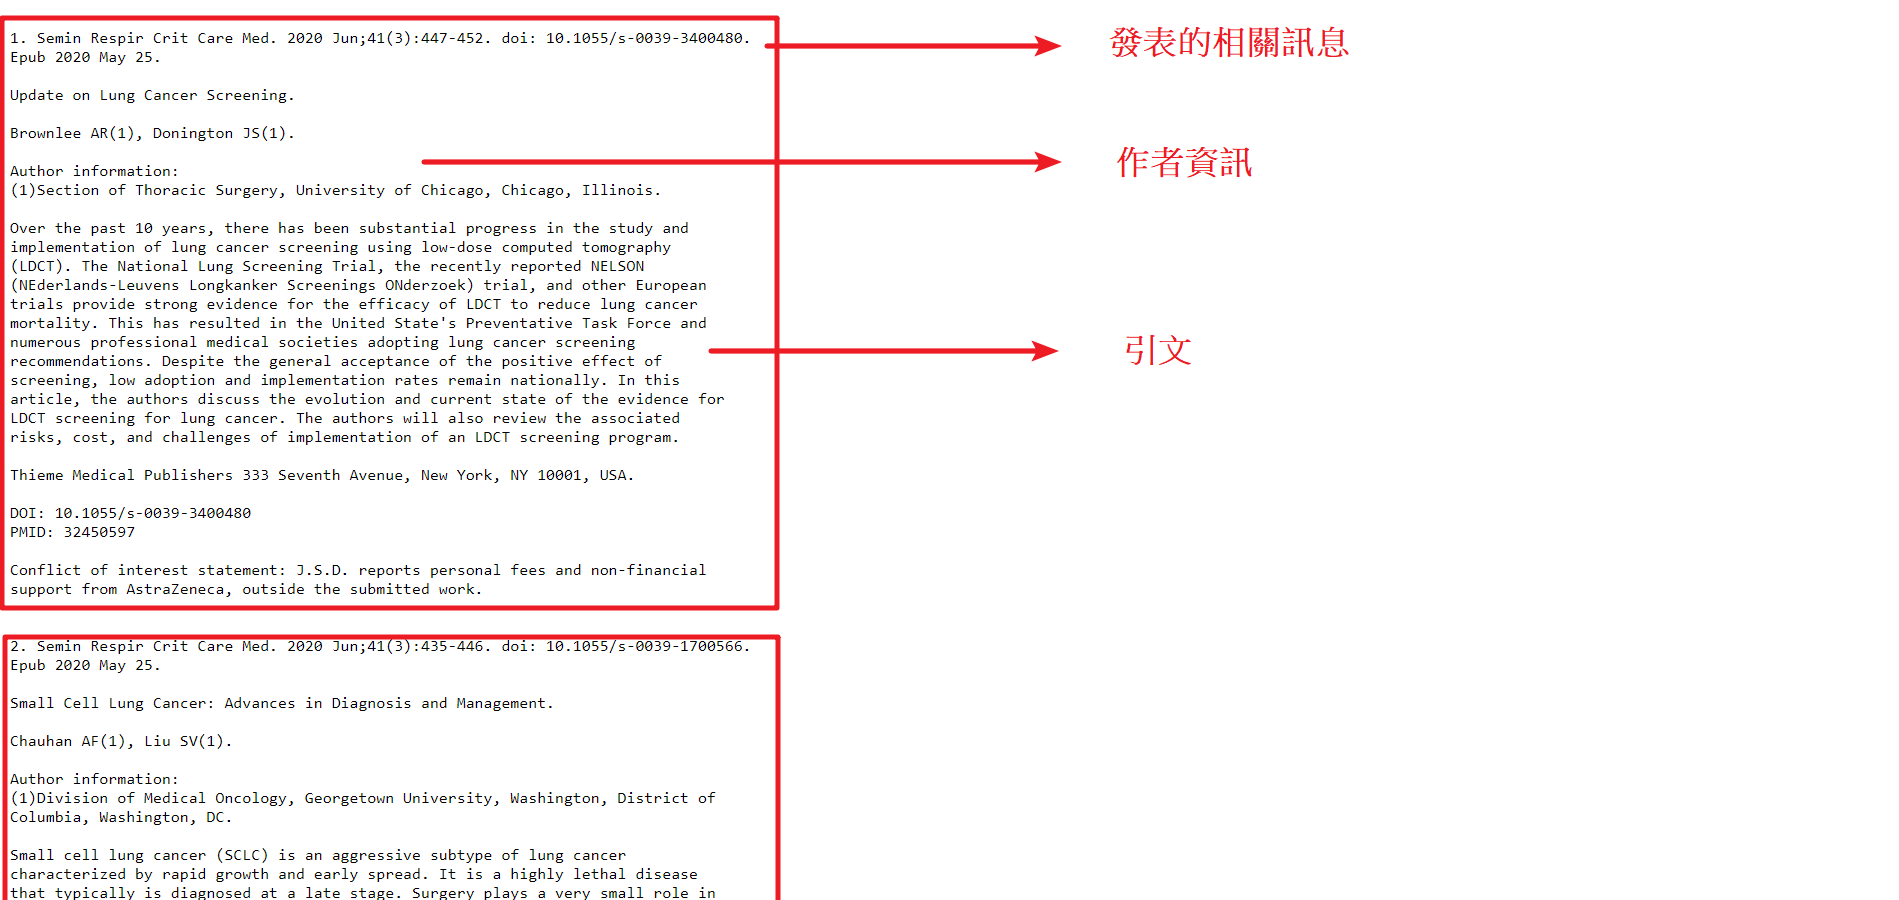 1. Semin Respir Crit Care Med. 2020 Jun;41(3):447-452. doi: 10.1055/s-0039-3400480.
Epub 2020 May 25.
發表的相關訊息
Update on Lung Cancer Screening.
Brownlee AR(1), Donington JS(1).
作者資訊
Author information:
(1)Section of Thoracic Surgery, University of Chicago, Chicago, Illinois.
Over the past 10 years, there has been substantial progress in the study and
implementation of lung cancer screening using low-dose computed tomography
(LDCT). The National Lung Screening Trial, the recently reported NELSON
(NEderlands-Leuvens Longkanker Screenings ONderzoek) trial, and other European
trials provide strong evidence for the efficacy of LDCT to reduce lung cancer
mortality. This has resulted in the United State's Preventative Task Force and
numerous professional medical societies adopting lung cancer screening
recommendations. Despite the general acceptance of the positive effect of
screening, low adoption and implementation rates remain nationally. In this
article, the authors discuss the evolution and current state of the evidence for
LDCT screening for lung cancer. The authors will also review the associated
risks, cost, and challenges of implementation of an LDCT screening program.
引文
Thieme Medical Publishers 333 Seventh Avenue, New York, NY 10001, USA.
DOI: 10.1055/s-0039-3400480
PMID: 32450597
Conflict of interest statement: J.S.D. reports personal fees and non-financial
support from AstraZeneca, outside the submitted work.
2. Semin Respir Crit Care Med. 2020 Jun;41(3):435-446. doi: 10.1055/s-0039-1700566.
Epub 2020 May 25.
Small Cell Lung Cancer: Advances in Diagnosis and Management.
Chauhan AF(1), Liu SV(1).
Author information:
(1)Division of Medical Oncology, Georgetown University, Washington, District of
Columbia, Washington, DC.
Small cell lung cancer (SCLC) is an aggressive subtype of lung cancer
characterized by rapid growth and early spread. It is a highly lethal disease
that typically is diagnosed at a late stage. Surgery plays a very small role in